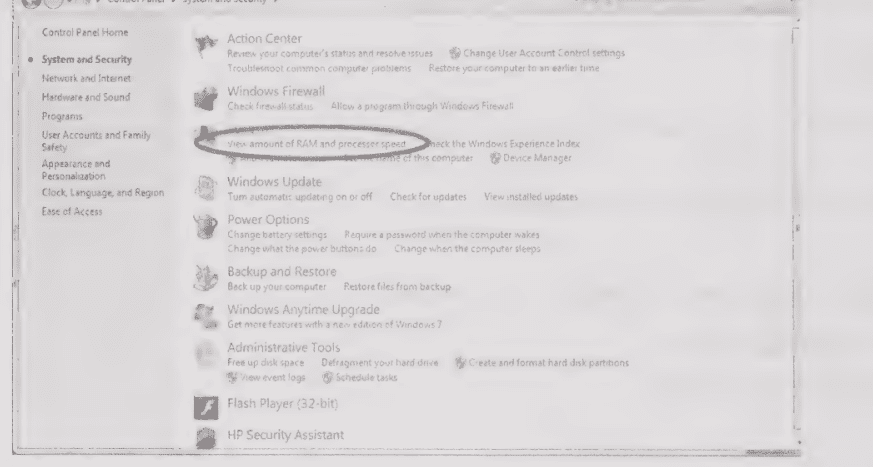 Control Panel Home
System and Security
Network and Internet
Hardware and Sound
Programs
User Accounts and Family
Safety
Appearance and
Personalization
Clock, Language, and Region
Ease of Access
Action Center
Review your computer's status and resolve issues Change User Account Control settings
Troubleshoot common computer problems Restore your computer to an earlier time
Windows Firewall
Check firewall status Allow a program through Windows Firewall
View amount of RAM and processor speed the Windows Experience Index
name of this computer Device Manager
Windows Update
Turn automatic updating on or off Check for updates View installed updates
Power Options
Change battery settings Require a password when the computer wakes
Change what the power buttons do Change when the computer sleeps
Backup and Restore
Back up your computer Restore files from backup
Windows Anytime Upgrade
Get more features with a new edition of Windows 7
Administrative Tools
Free up disk space Defragment your hard drive Create and format hard disk partitions
View event logs Schedule tasks
Flash Player (32-bit)
HP Security Assistant